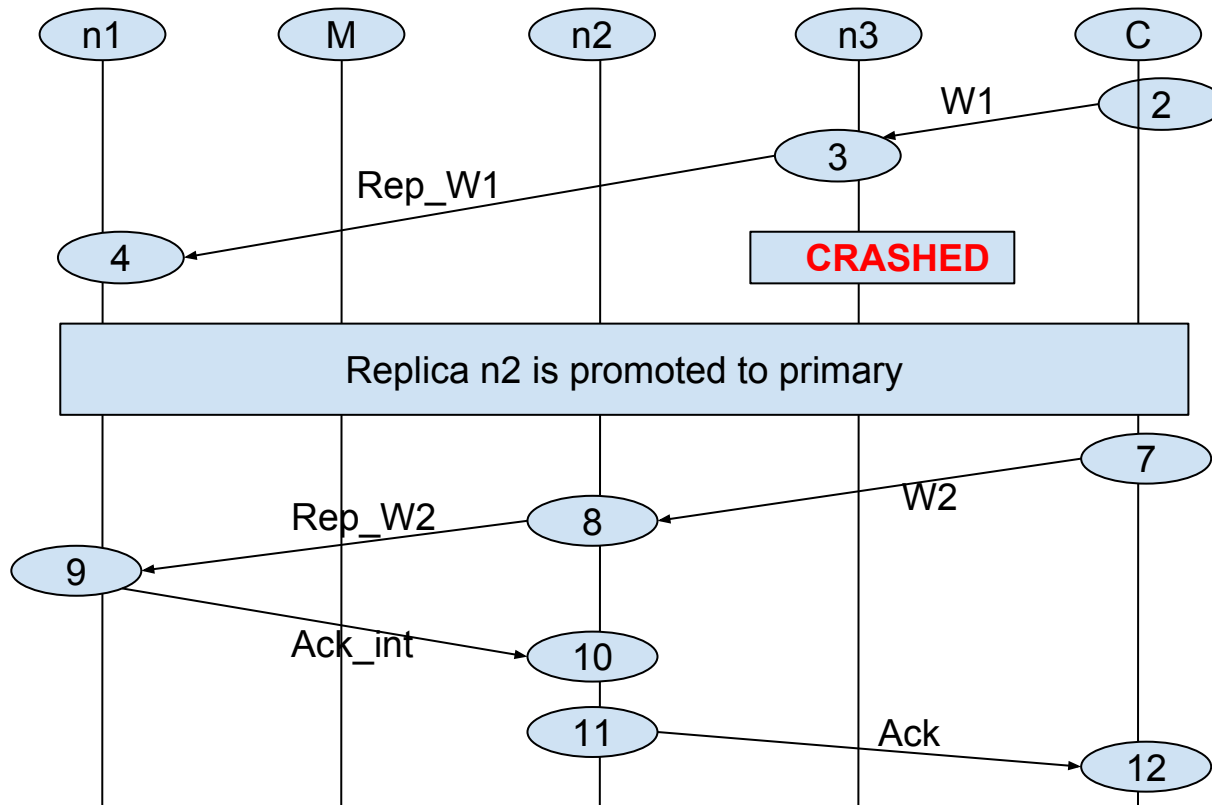 n1 M n2 n3 C
2
W1
3
Rep_W1
4
CRASHED
Replica n2 is promoted to primary
7
W2
8
Rep_W2
9
Ack_int
10
11
Ack
12